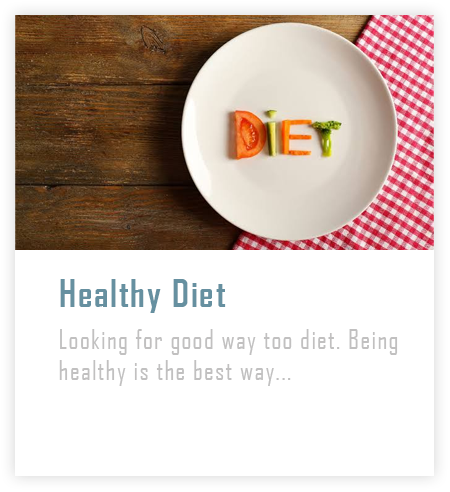 DiET
Healthy Diet
Looking for good way too diet. Being
healthy is the best way...